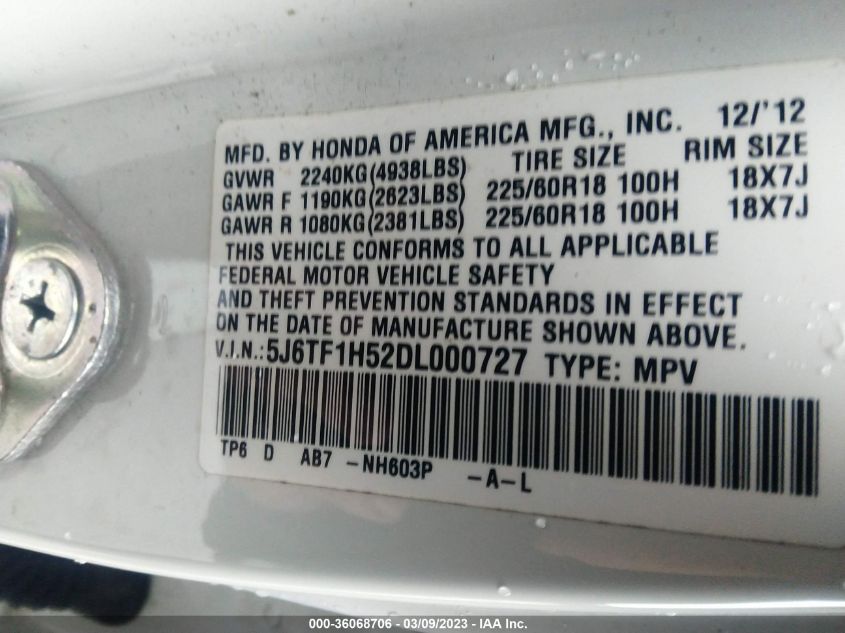 MFD. BY HONDA OF AMERICA MFG., INC. 12/'12
GVWR 2240KG(4938LBS) TIRE SIZE RIM SIZE
GAWR F 1190KG(2623LBS) 225/60R18 100H 18X7J
GAWR R 1080KG(2381LBS) 225/60R18 100H 18X7J
THIS VEHICLE CONFORMS TO ALL APPLICABLE
FEDERAL MOTOR VEHICLE SAFETY
AND THEFT PREVENTION STANDARDS IN EFFECT
ON THE DATE OF MANUFACTURE SHOWN ABOVE.
V.I.N.:5J6TF1H52DL000727 TYPE: MPV
TP6 D AB7 -NH603P -A-L
000-36068706 - 03/09/2023 - IAA Inc.